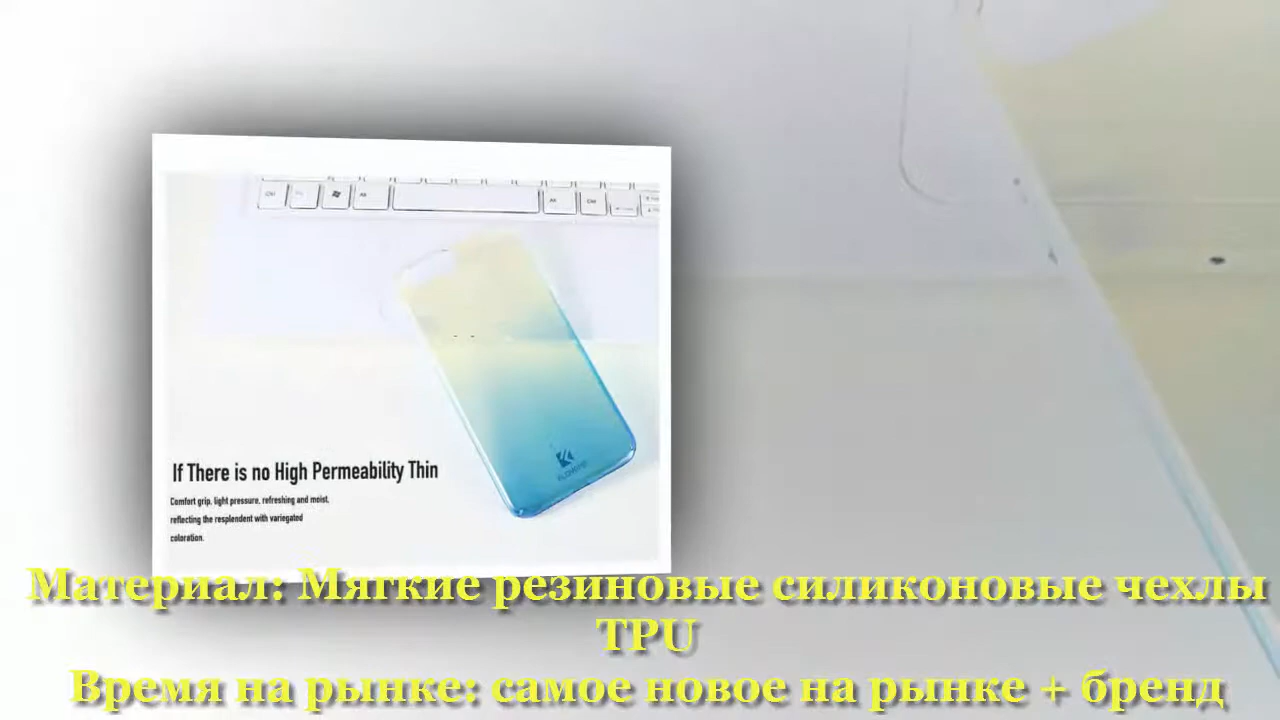 If There is no High Permeability Thin
Comfort grip, light pressure, refreshing and moist,
reflecting the resplendent with variegated
coloration.
Материал: Мягкие резиновые силиконовые чехлы
TPU
Время на рынке: самое новое на рынке + бренд